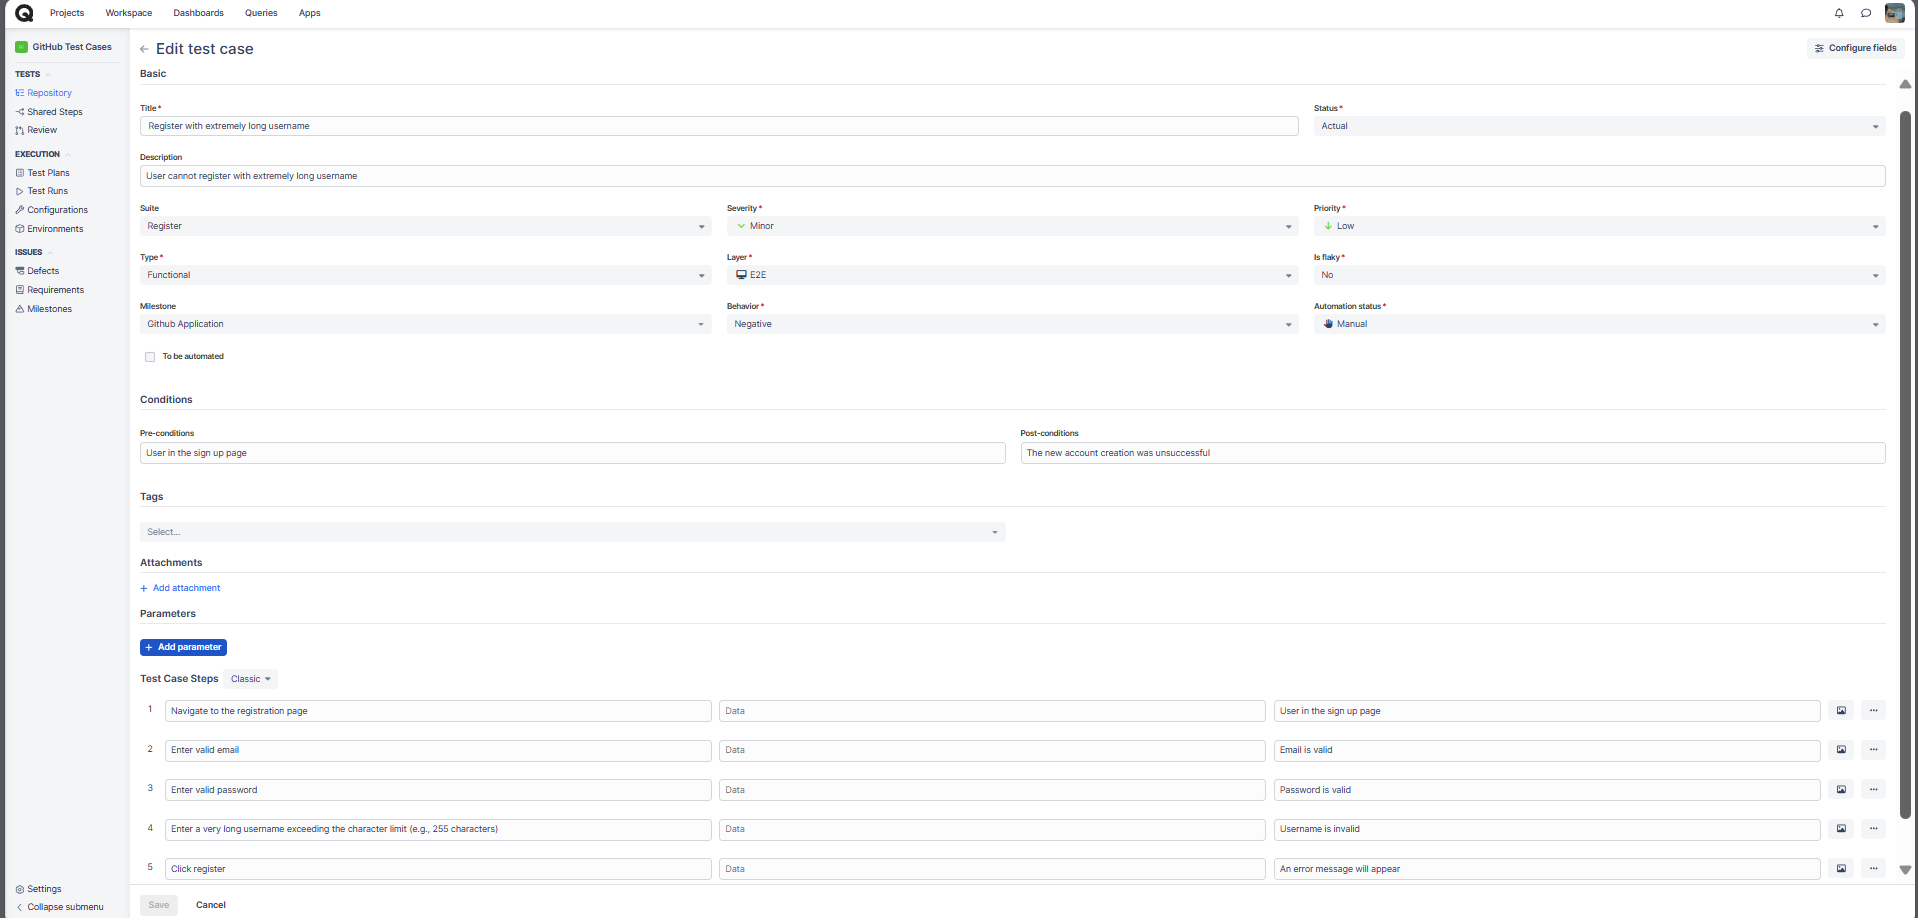 Projects Workspace Dashboards Queries Apps
GitHub Test Cases
TESTS
Repository
Shared Steps
Review
EXECUTION
Test Plans
Test Runs
Configurations
Environments
ISSUES
Defects
Requirements
Milestones
Settings
Collapse submenu
Edit test case
Configure fields
Basic
Title*
Register with extremely long username
Status*
Actual
Description
User cannot register with extremely long username
Suite
Register
Severity*
Minor
Priority*
Low
Type*
Functional
Layer*
E2E
Is flaky*
No
Milestone
Github Application
Behavior*
Negative
Automation status*
Manual
To be automated
Conditions
Pre-conditions
User in the sign up page
Post-conditions
The new account creation was unsuccessful
Tags
Select...
Attachments
+ Add attachment
Parameters
+ Add parameter
Test Case Steps Classic
1 Navigate to the registration page Data User in the sign up page
2 Enter valid email Data Email is valid
3 Enter valid password Data Password is valid
4 Enter a very long username exceeding the character limit (e.g., 255 characters) Data Username is invalid
5 Click register Data An error message will appear
Save Cancel